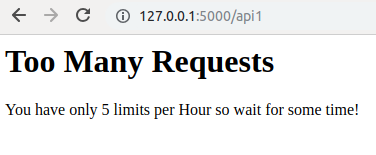 127.0.0.1:5000/api1
Too Many Requests
You have only 5 limits per Hour so wait for some time!